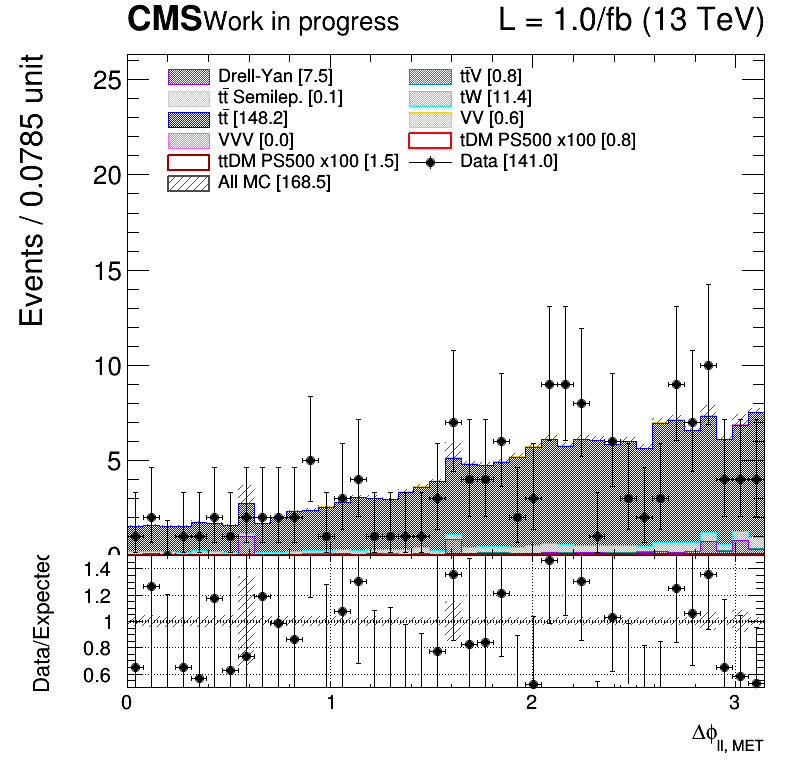 CMS Work in progress L = 1.0/fb (13 TeV)
Events / 0.0785 unit
25
20
15
10
5
0
Drell-Yan [7.5]
tt̄V [0.8]
tt̄ Semilep. [0.1]
tW [11.4]
tt̄ [148.2]
VV [0.6]
VVV [0.0]
tDM PS500 x100 [0.8]
ttDM PS500 x100 [1.5]
Data [141.0]
All MC [168.5]
Data/Expected
1.4
1.2
1
0.8
0.6
0 1 2 3
Δϕll, MET